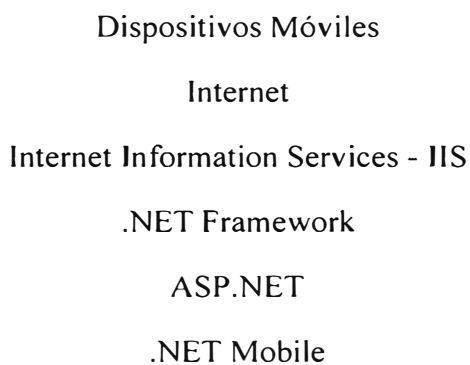 Dispositivos Móviles
Internet
Internet Information Services - IIS
.NET Framework
ASP.NET
.NET Mobile